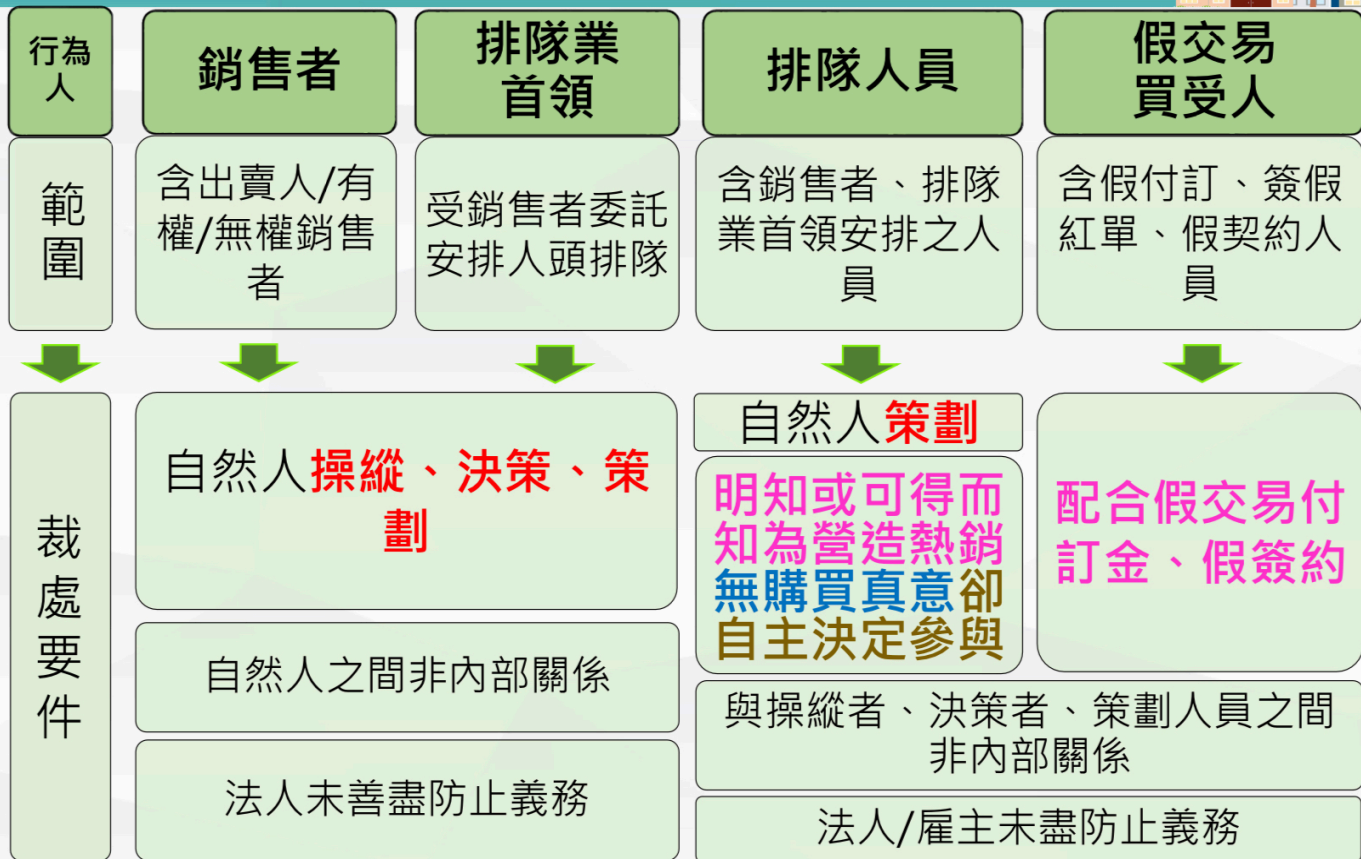 行為
人
銷售者
排隊業
首領
排隊人員
假交易
買受人
範
圍
含出賣人/有
權/無權銷售
者
受銷售者委託
安排人頭排隊
含銷售者、排隊
業首領安排之人
員
含假付訂、簽假
紅單、假契約人
員
裁
處
要
件
自然人操縱、決策、策
劃
自然人之間非內部關係
法人未善盡防止義務
自然人策劃
明知或可得而
知為營造熱銷
無購買真意卻
自主決定參與
配合假交易付
訂金、假簽約
與操縱者、決策者、策劃人員之間
非內部關係
法人/雇主未盡防止義務